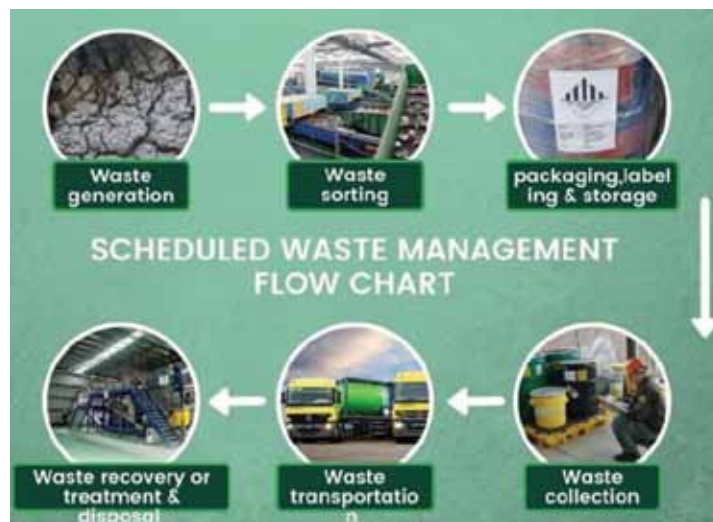 Waste
generation
Waste
sorting
packaging,label
ing & storage
SCHEDULED WASTE MANAGEMENT
FLOW CHART
Waste recovery or
treatment &
disposal
Waste
transportatio
n
Waste
collection